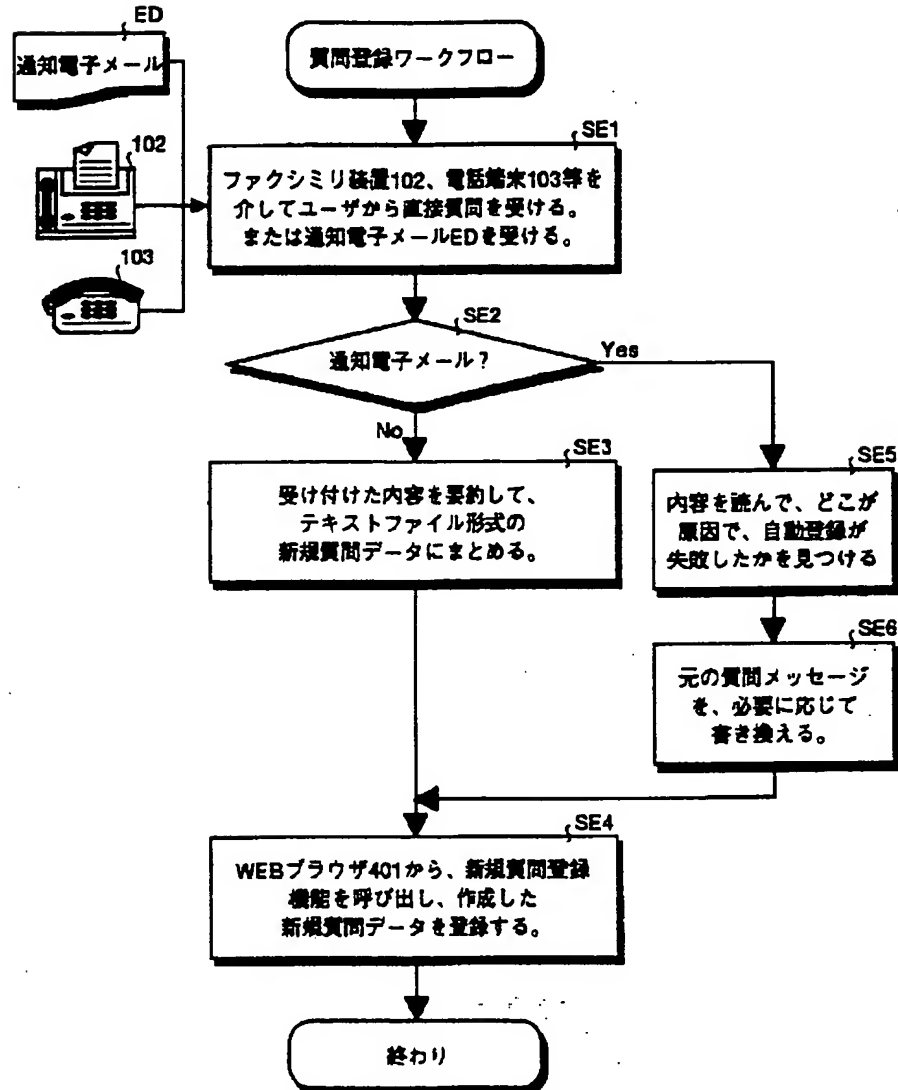 ED
通知電子メール
102
103
質問登録ワークフロー
SE1
ファクシミリ装置102、電話端末103等を
介してユーザから直接質問を受ける。
または通知電子メールEDを受ける。
SE2
通知電子メール？
Yes
No
SE3
受け付けた内容を要約して、
テキストファイル形式の
新規質問データにまとめる。
SE5
内容を読んで、どこが
原因で、自動登録が
失敗したかを見つける
SE6
元の質問メッセージ
を、必要に応じて
書き換える。
SE4
WEBブラウザ401から、新規質問登録
機能を呼び出し、作成した
新規質問データを登録する。
終わり